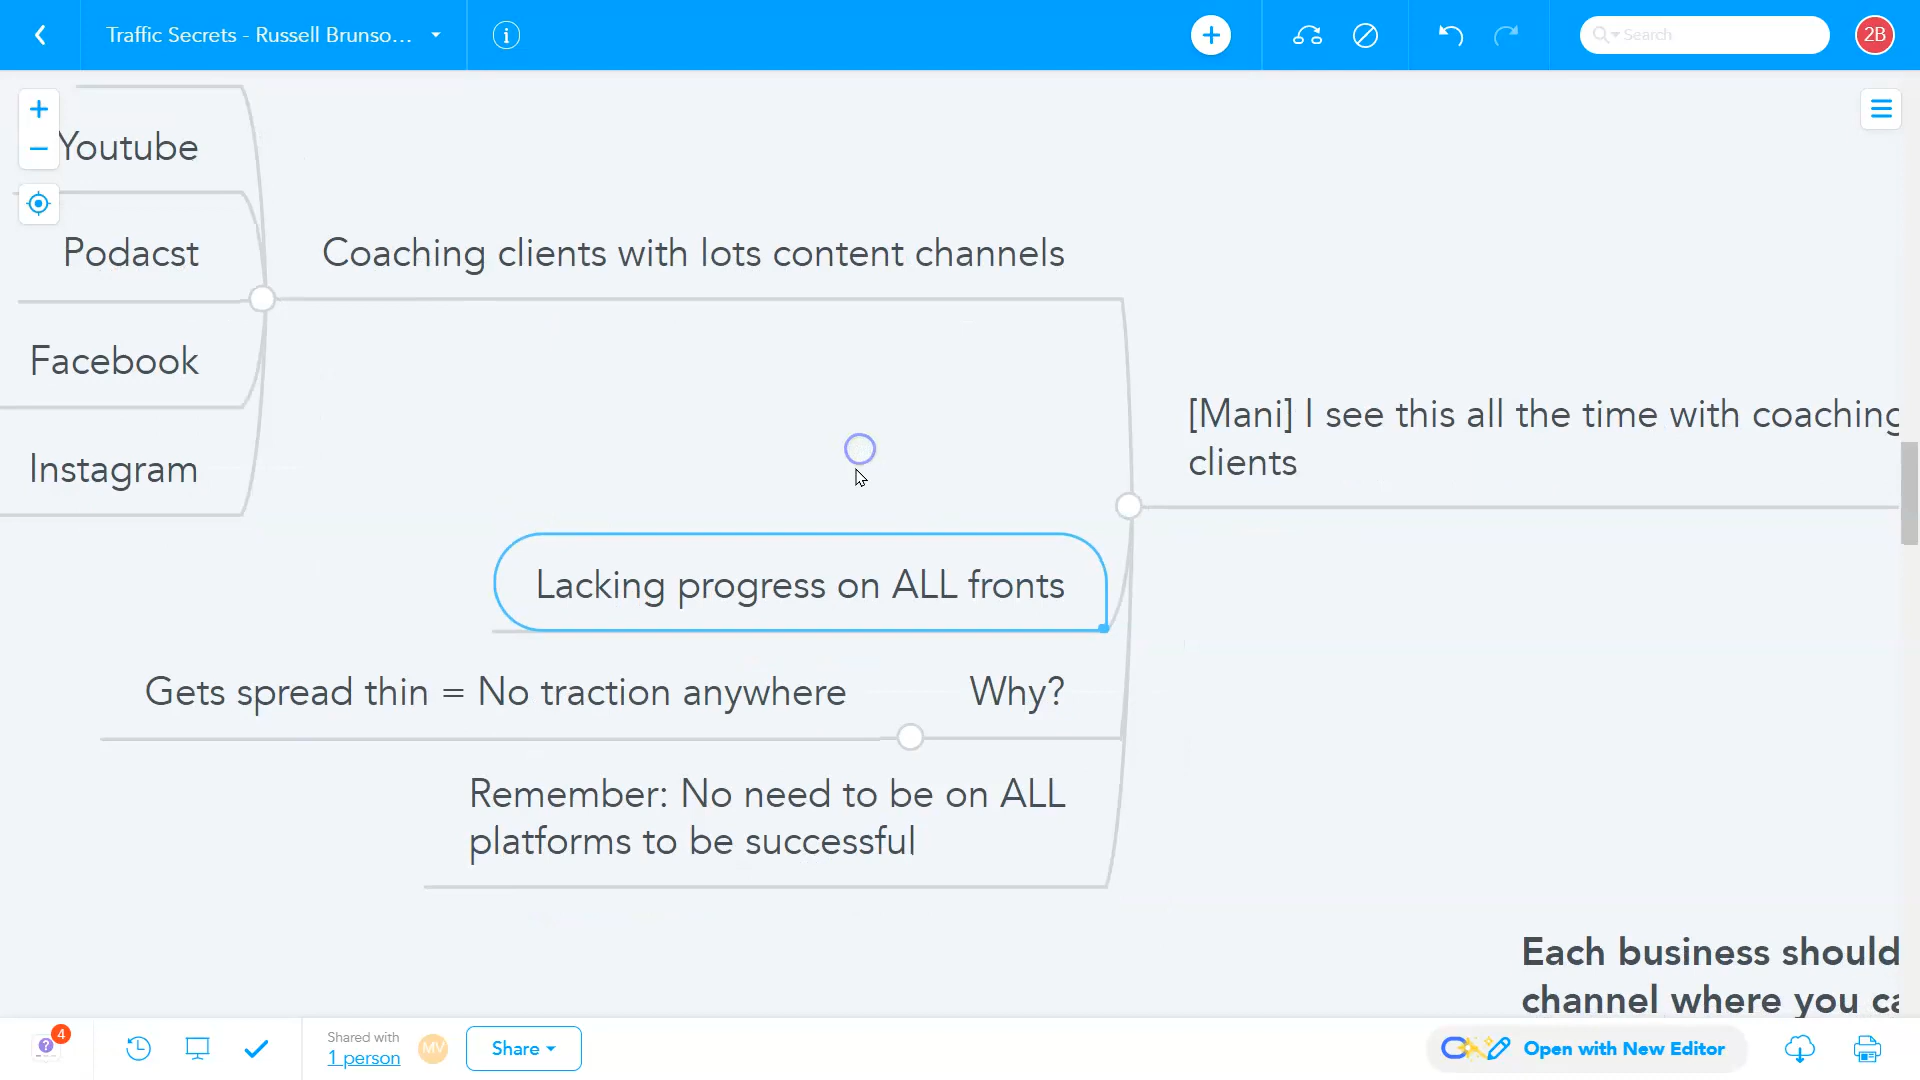 Traffic Secrets - Russell Brunso...
Search
2B
Youtube
Podacst
Facebook
Instagram
Coaching clients with lots content channels
[Mani] I see this all the time with coaching
clients
Lacking progress on ALL fronts
Gets spread thin = No traction anywhere
Why?
Remember: No need to be on ALL
platforms to be successful
Each business should
channel where you ca
4
Shared with
1 person
MV
Share
Open with New Editor